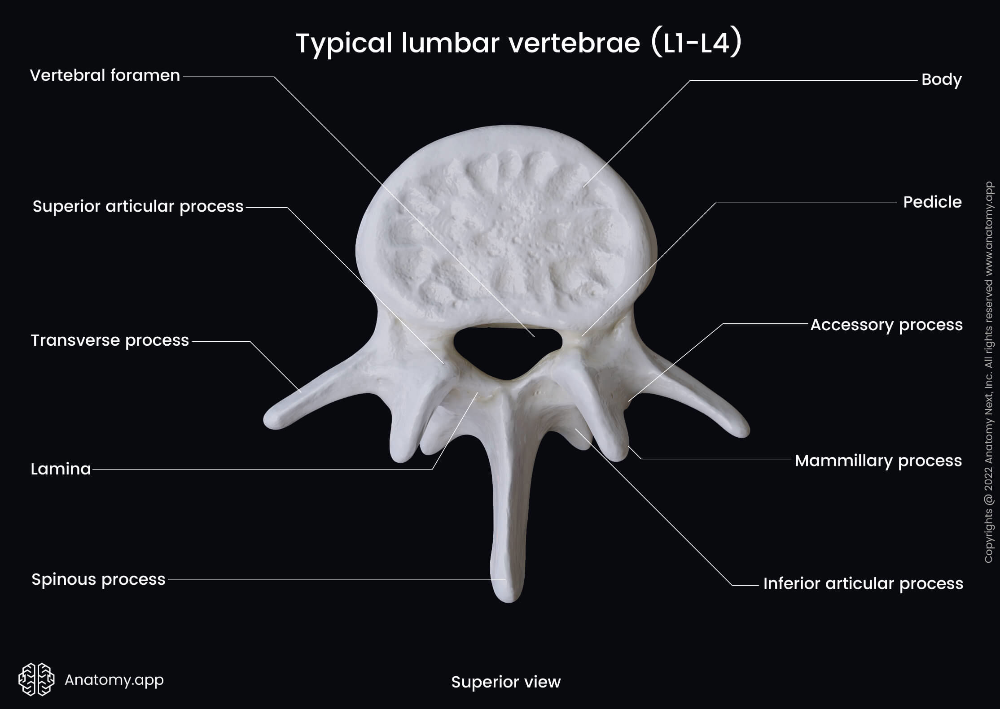 Typical lumbar vertebrae (L1-L4)
Vertebral foramen
Body
Superior articular process
Pedicle
Transverse process
Accessory process
Lamina
Mammillary process
Spinous process
Inferior articular process
Anatomy.app
Superior view
Copyrights @ 2022 Anatomy Next, Inc. All rights reserved www.anatomy.app